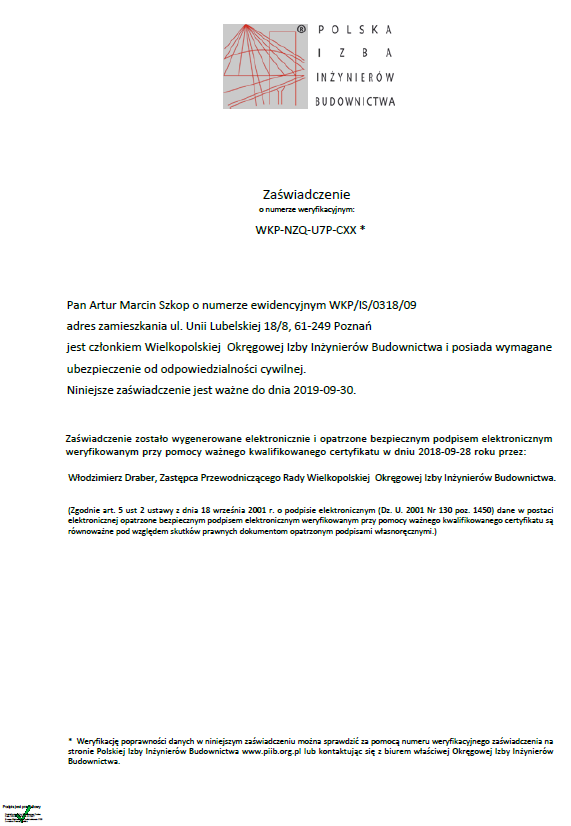 ®
POLSKA
IZBA
INŻYNIERÓW
BUDOWNICTWA
Zaświadczenie
o numerze weryfikacyjnym:
WKP-NZQ-U7P-CXX *
Pan Artur Marcin Szkop o numerze ewidencyjnym WKP/IS/0318/09
adres zamieszkania ul. Unii Lubelskiej 18/8, 61-249 Poznań
jest członkiem Wielkopolskiej Okręgowej Izby Inżynierów Budownictwa i posiada wymagane
ubezpieczenie od odpowiedzialności cywilnej.
Niniejsze zaświadczenie jest ważne do dnia 2019-09-30.
Zaświadczenie zostało wygenerowane elektronicznie i opatrzone bezpiecznym podpisem elektronicznym
weryfikowanym przy pomocy ważnego kwalifikowanego certyfikatu w dniu 2018-09-28 roku przez:
Włodzimierz Draber, Zastępca Przewodniczącego Rady Wielkopolskiej Okręgowej Izby Inżynierów Budownictwa.
(Zgodnie art. 5 ust 2 ustawy z dnia 18 września 2001 r. o podpisie elektronicznym (Dz. U. 2001 Nr 130 poz. 1450) dane w postaci
elektronicznej opatrzone bezpiecznym podpisem elektronicznym weryfikowanym przy pomocy ważnego kwalifikowanego certyfikatu są
równoważne pod względem skutków prawnych dokumentom opatrzonym podpisami własnoręcznymi.)
* Weryfikację poprawności danych w niniejszym zaświadczeniu można sprawdzić za pomocą numeru weryfikacyjnego zaświadczenia na
stronie Polskiej Izby Inżynierów Budownictwa www.piib.org.pl lub kontaktując się z biurem właściwej Okręgowej Izby Inżynierów
Budownictwa.
Podpis jest prawidłowy